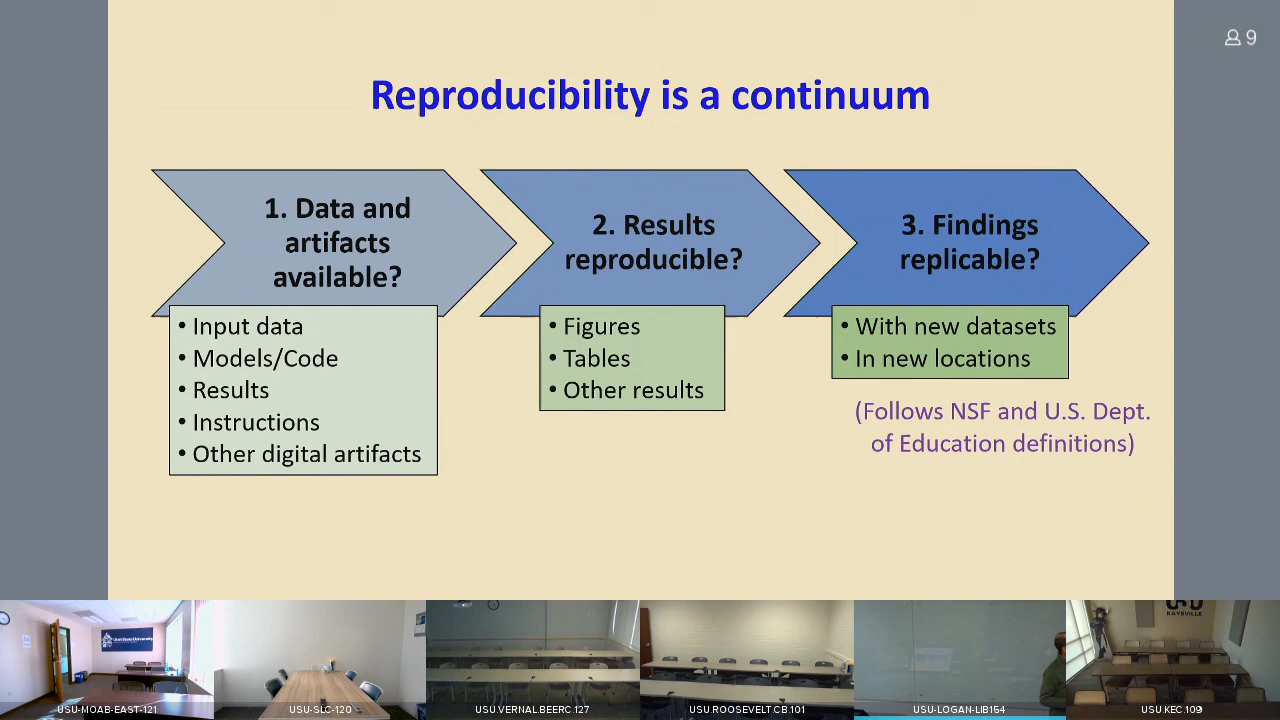 9
Reproducibility is a continuum
1. Data and
artifacts
available?
• Input data
• Models/Code
• Results
• Instructions
• Other digital artifacts
2. Results
reproducible?
• Figures
• Tables
• Other results
3. Findings
replicable?
• With new datasets
• In new locations
(Follows NSF and U.S. Dept.
of Education definitions)
UtahStateUniversity
USU
KAYSVILLE
USU-MOAB-EAST-121
USU-SLC-120
USU.VERNAL.BEERC.127
USU.ROOSEVELT.CB.101
USU-LOGAN-LIB154
USU.KEC.109